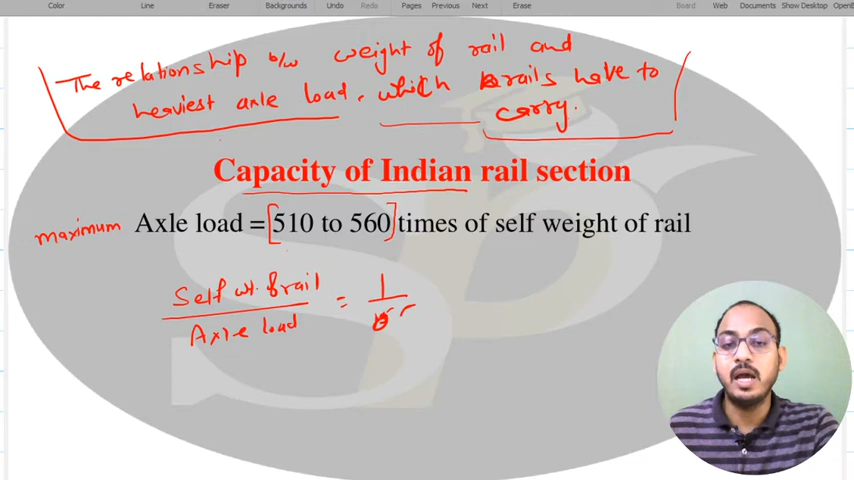 Color Line Eraser Backgrounds Undo Redo Pages Previous Next Erase Board Web Documents Show Desktop OpenB
The relationship b/w weight of rail and
heaviest axle load, which rails have to
carry.
Capacity of Indian rail section
maximum Axle load = [510 to 560] times of self weight of rail
Self wt. of rail = 1
Axle load